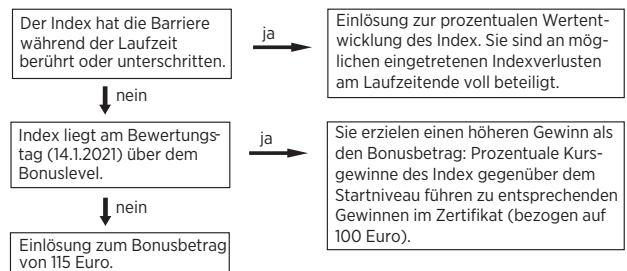 Der Index hat die Barriere
während der Laufzeit
berührt oder unterschritten.
ja
Einlösung zur prozentualen Wertent-
wicklung des Index. Sie sind an mög-
lichen eingetretenen Indexverlusten
am Laufzeitende voll beteiligt.
nein
Index liegt am Bewertungs-
tag (14.1.2021) über dem
Bonuslevel.
ja
Sie erzielen einen höheren Gewinn als
den Bonusbetrag: Prozentuale Kurs-
gewinne des Index gegenüber dem
Startniveau führen zu entsprechenden
Gewinnen im Zertifikat (bezogen auf
100 Euro).
nein
Einlösung zum Bonusbetrag
von 115 Euro.